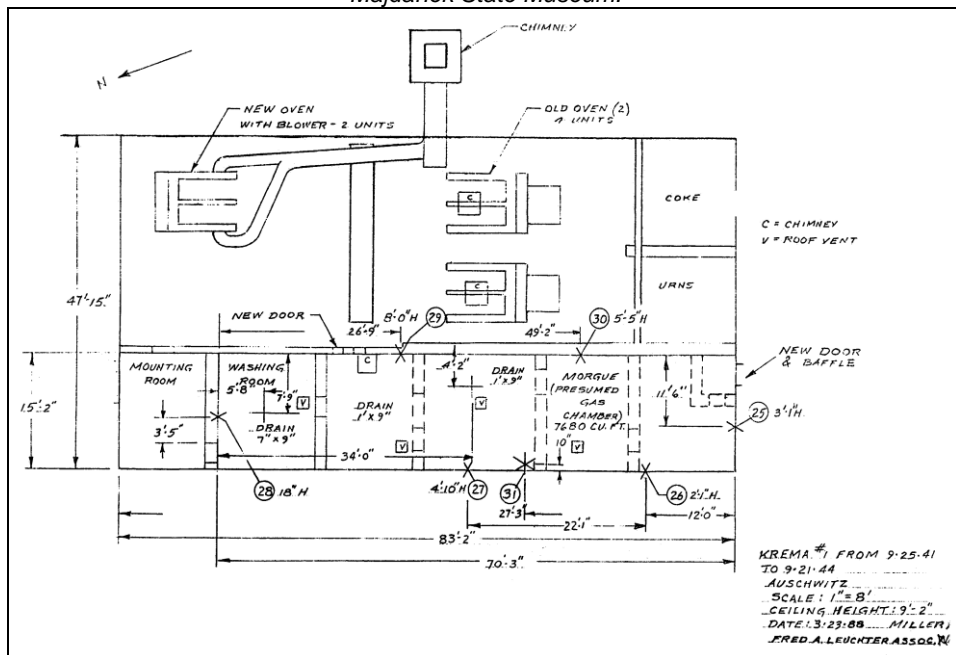 Majdanek State Museum.
CHIMNEY
N
NEW OVEN
WITH BLOWER - 2 UNITS
OLD OVEN (2)
4 UNITS
C
COKE
C = CHIMNEY
V = ROOF VENT
47'-15"
URNS
C
NEW DOOR
26'-9"
8'-0"H
29
49'-2"
30
5'-5"H
NEW DOOR
& BAFFLE
MOUNTING
ROOM
WASHING
ROOM
5'-8"
7'-9"
C
4'-2"
DRAIN
1'x9"
MORGUE
(PRESUMED
GAS
CHAMBER)
7680 CU. FT.
11'-6"
25
3'-1"H
15'-2"
V
DRAIN
7"x9"
DRAIN
1'x9"
V
V
V
10"
3'-5"
34'-0"
28
18"H
4'-10"H
27
31
27'-3"
26
2'-1"H
22'-1"
12'-0"
83'-2"
70'-3"
KREMA #1 FROM 9-25-41
TO 9-21-44
AUSCHWITZ
SCALE: 1"=8'
CEILING HEIGHT: 9'-2"
DATE: 3-23-88 MILLER
FRED A. LEUCHTER ASSOC,